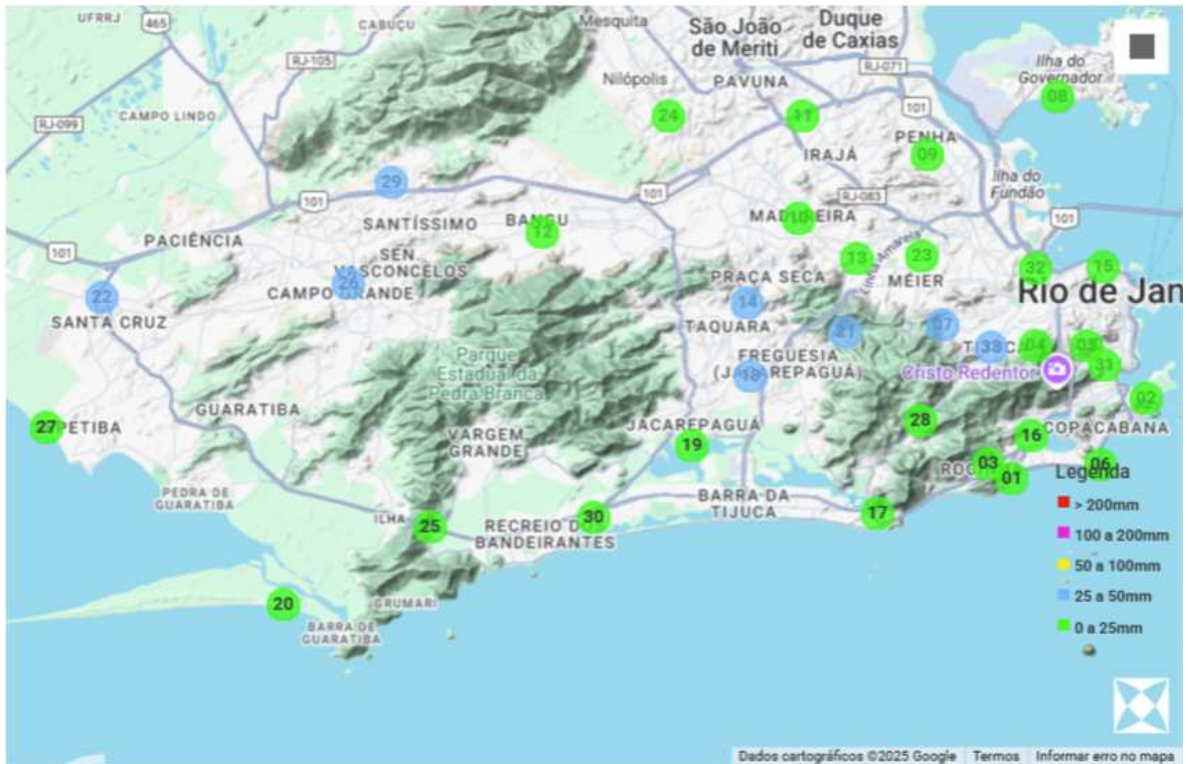 UFRRJ
465
CABUÇU
Mesquita
São João
de Meriti
Duque
de Caxias
RJ-105
Nilópolis
PAVUNA
RJ-071
Ilha do
Governador
08
RJ-099
CAMPO LINDO
24
11
101
PENHA
09
IRAJÁ
Ilha do
Fundão
29
101
101
RJ-083
101
SANTÍSSIMO
BANGU
12
10
PACIÊNCIA
101
SEN.
VASCONCELOS
26
CAMPO GRANDE
13
23
MÉIER
32
15
PRAÇA SECA
Linha Amarela
22
SANTA CRUZ
14
TAQUARA
21
07
33
04
05
31
Rio de Jan
Parque
Estadual da
Pedra Branca
FREGUESIA
(JACAREPAGUÁ)
18
Cristo Redentor
02
27
GUARATIBA
28
16
COPACABANA
JACAREPAGUÁ
19
VARGEM
GRANDE
03
01
06
Legenda
> 200mm
100 a 200mm
50 a 100mm
25 a 50mm
0 a 25mm
PEDRA DE
GUARATIBA
ILHA
25
RECREIO DOS
BANDEIRANTES
30
BARRA DA
TIJUCA
17
20
GRUMARI
BARRA DE
GUARATIBA
Dados cartográficos ©2025 Google
Termos
Informar erro no mapa